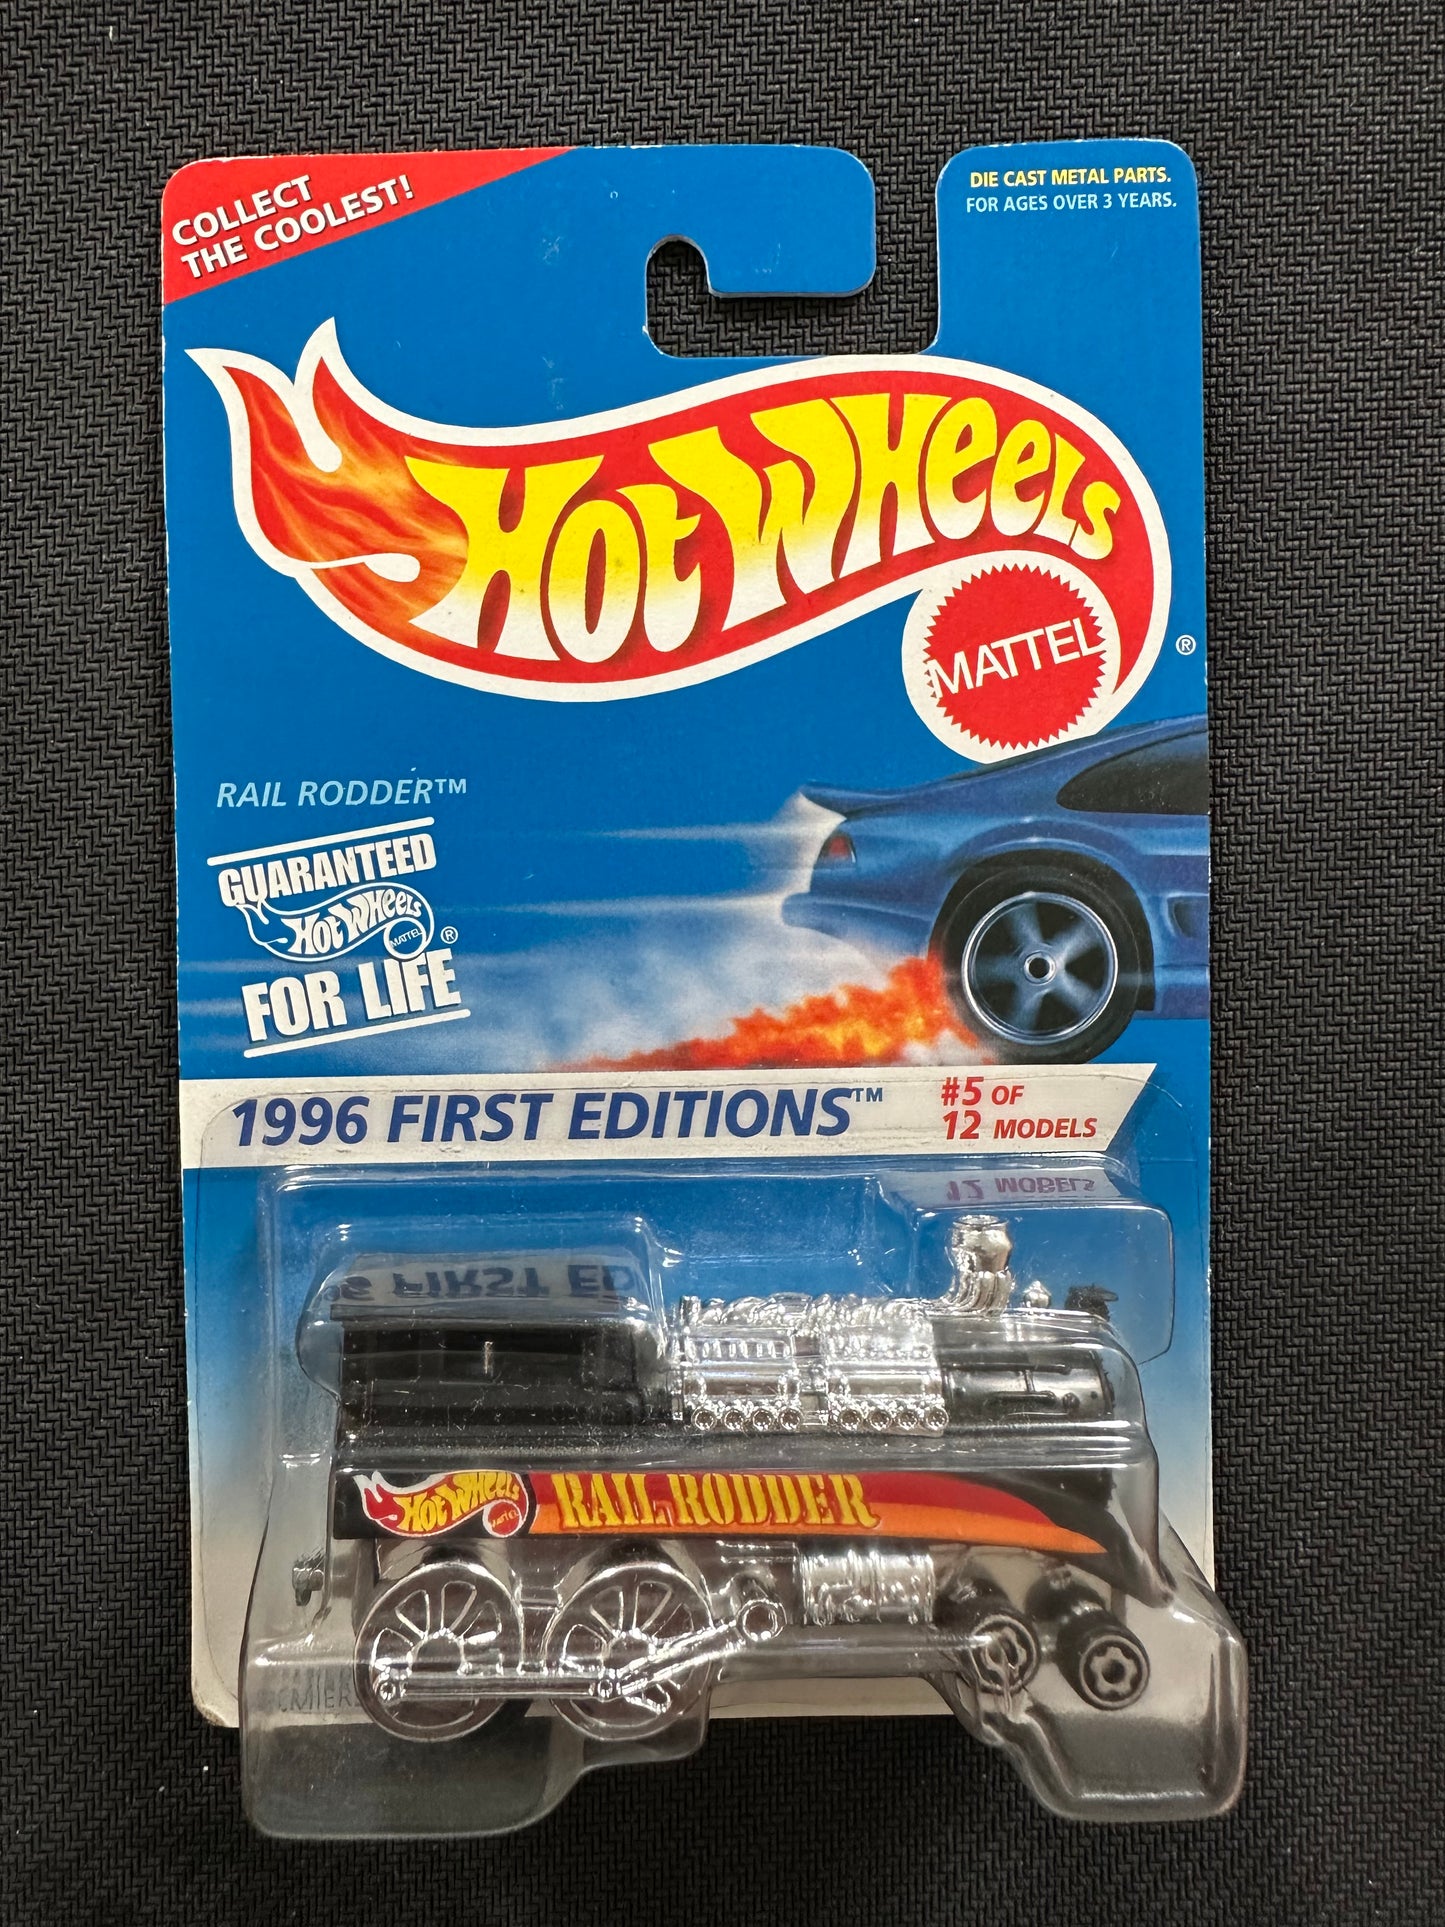 COLLECT
THE COOLEST!
DIE CAST METAL PARTS.
FOR AGES OVER 3 YEARS.
HOT WHEELS
MATTEL
®
RAIL RODDER™
GUARANTEED
HOT WHEELS
MATTEL
®
FOR LIFE
1996 FIRST EDITIONS™
#5 OF
12 MODELS
HOT WHEELS
MATTEL
RAIL RODDER